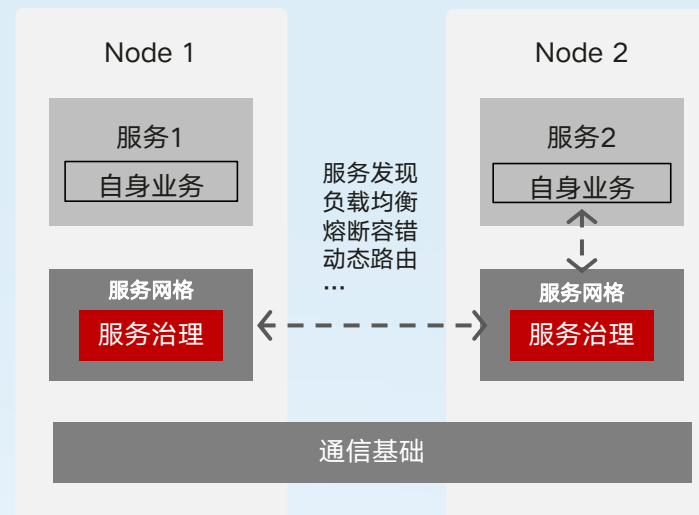 Node 1
服务1
自身业务
服务网格
服务治理
服务发现
负载均衡
熔断容错
动态路由
…
Node 2
服务2
自身业务
服务网格
服务治理
通信基础